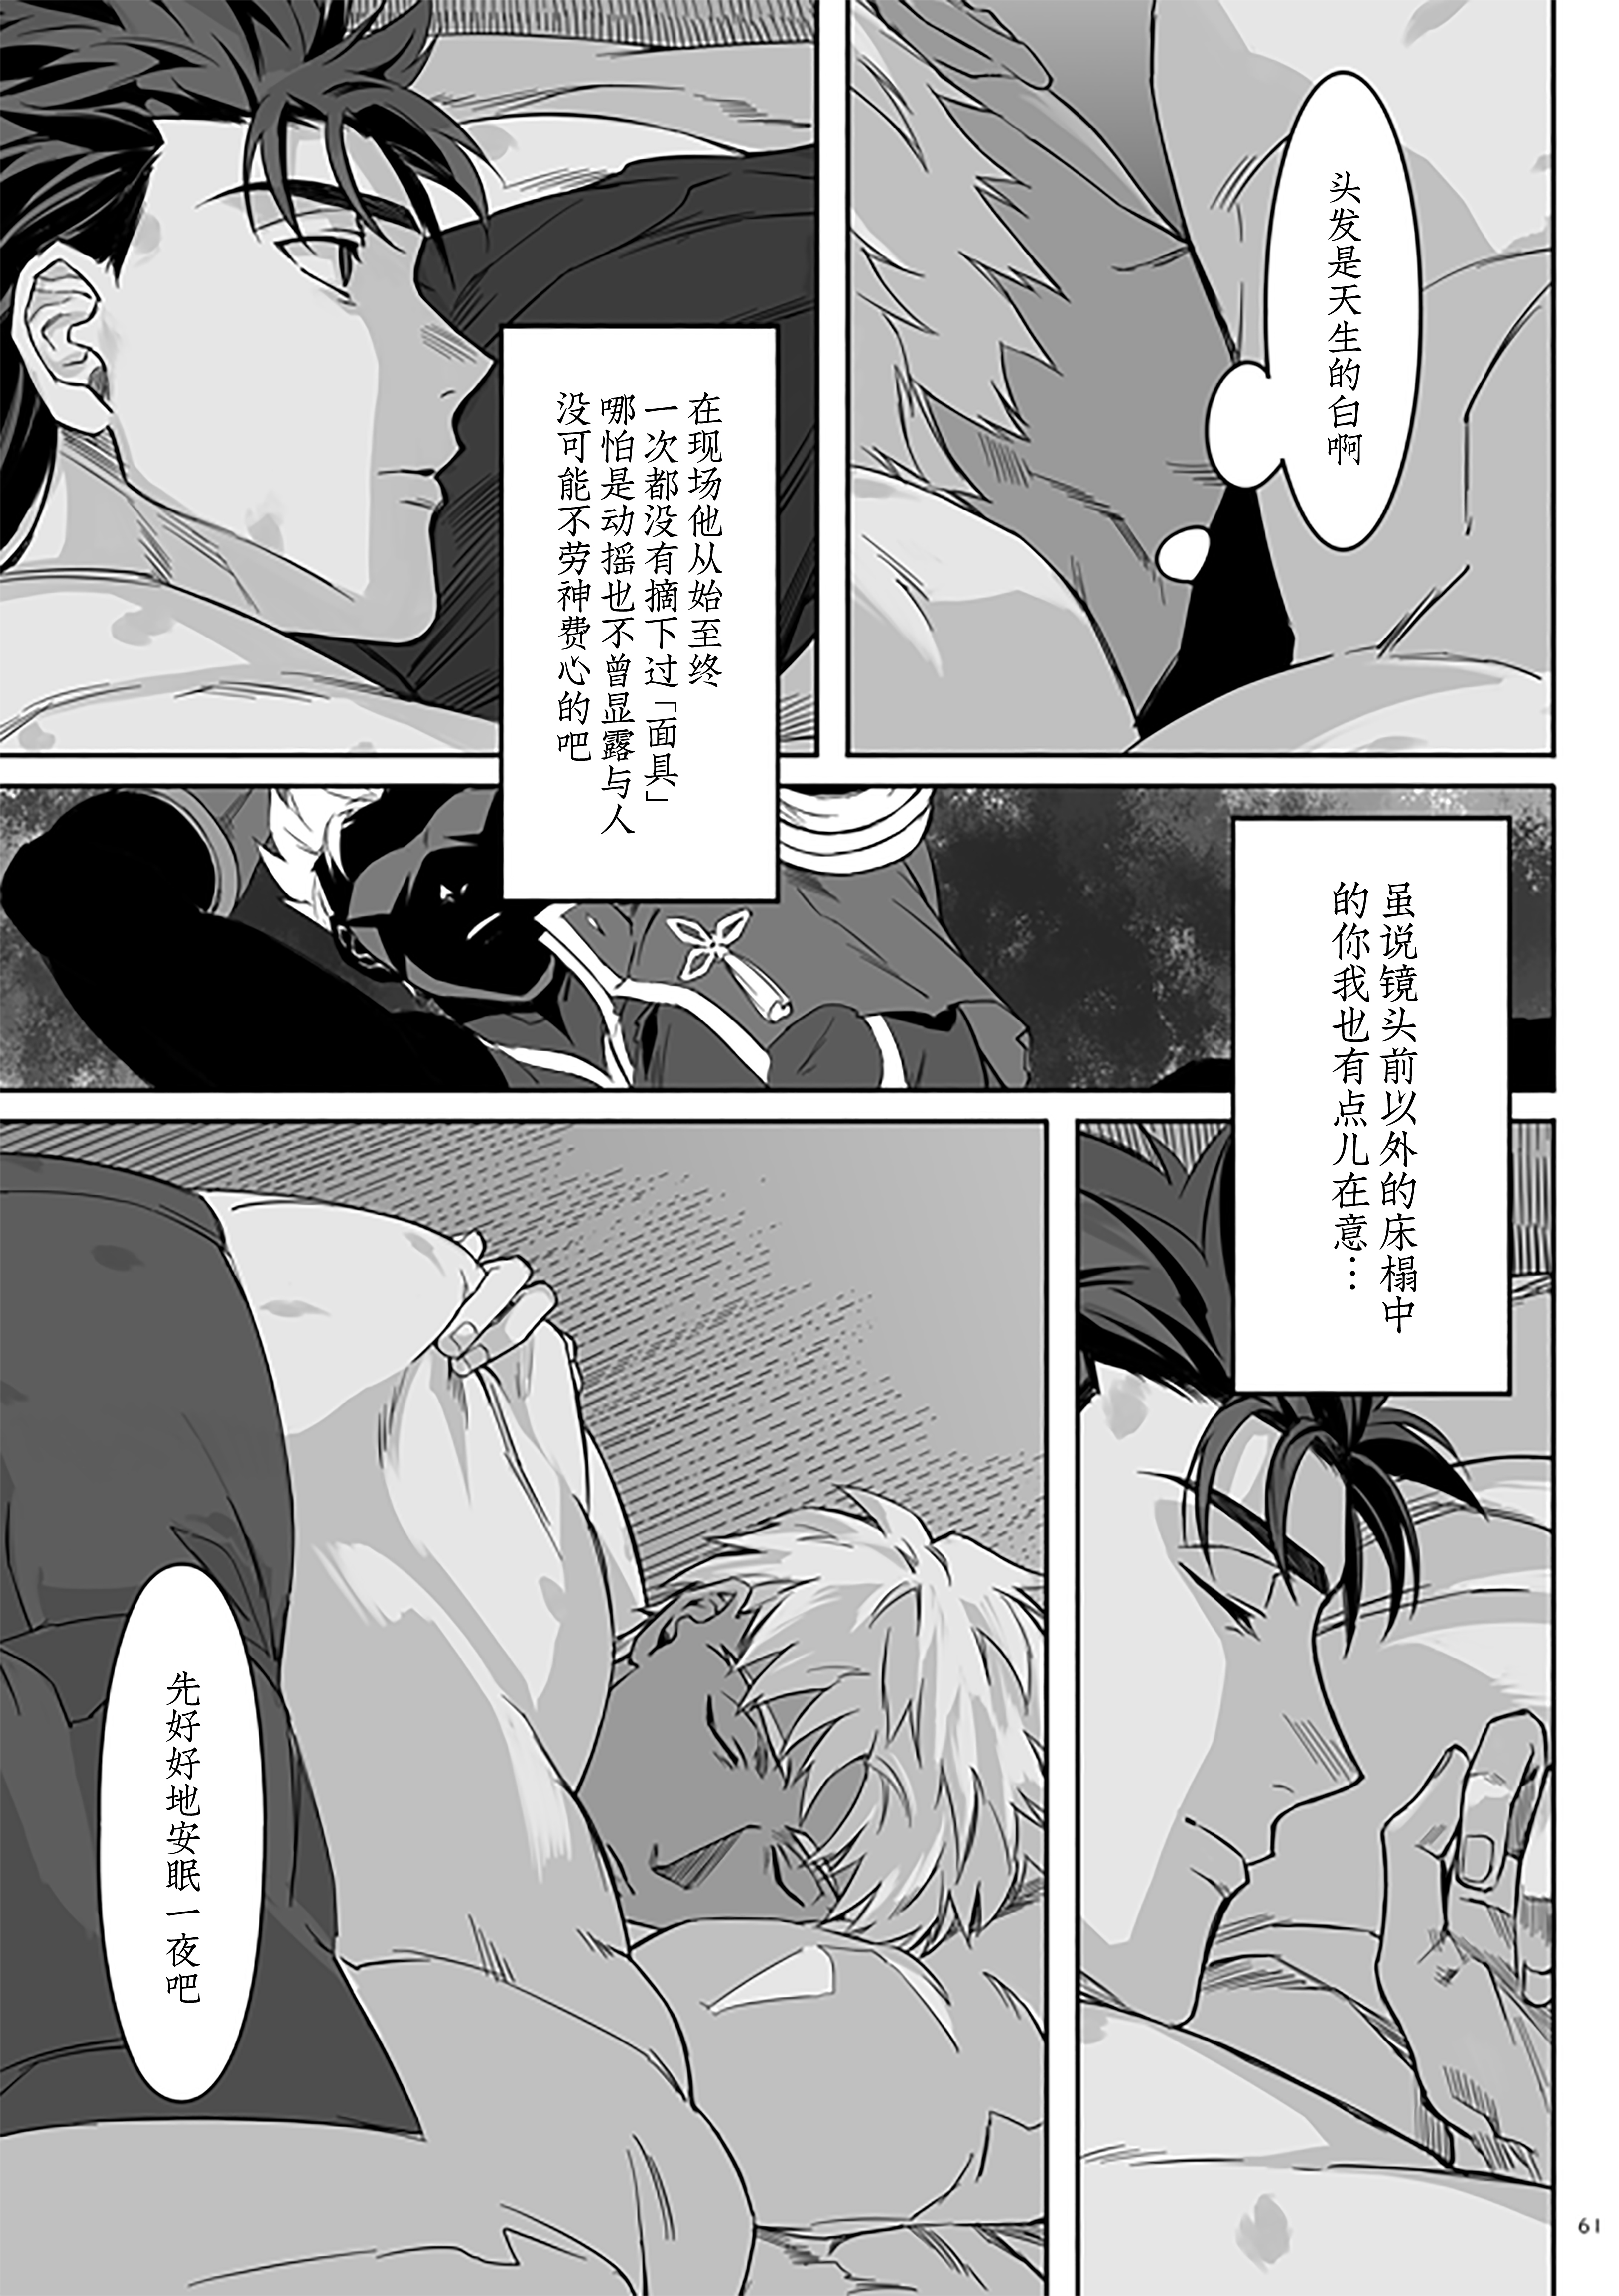 头发是天生的白啊
在现场他从始至终
一次都没有摘下过「面具」
哪怕是动摇也不曾显露与人
没可能不劳神费心的吧
虽说镜头前以外的床榻中
的你我也有点儿在意…
先好好地安眠一夜吧
61